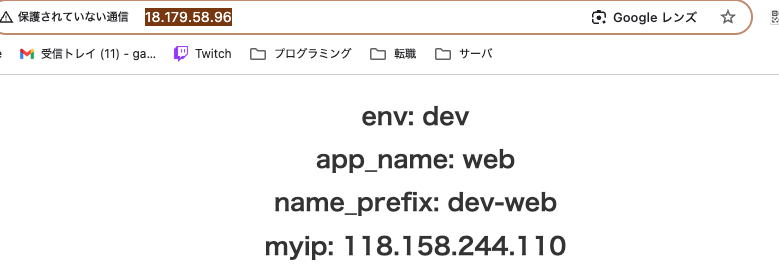 保護されていない通信 18.179.58.96 Google レンズ
受信トレイ (11) - ga... Twitch プログラミング 転職 サーバ
env: dev
app_name: web
name_prefix: dev-web
myip: 118.158.244.110